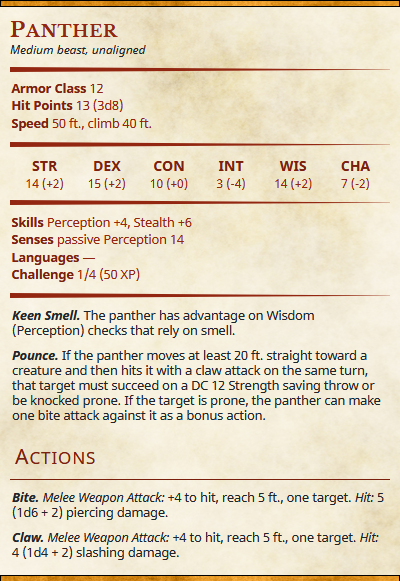 PANTHER
Medium beast, unaligned
Armor Class 12
Hit Points 13 (3d8)
Speed 50 ft., climb 40 ft.
STR DEX CON INT WIS CHA
14 (+2) 15 (+2) 10 (+0) 3 (-4) 14 (+2) 7 (-2)
Skills Perception +4, Stealth +6
Senses passive Perception 14
Languages —
Challenge 1/4 (50 XP)
Keen Smell. The panther has advantage on Wisdom
(Perception) checks that rely on smell.
Pounce. If the panther moves at least 20 ft. straight toward a
creature and then hits it with a claw attack on the same turn,
that target must succeed on a DC 12 Strength saving throw or
be knocked prone. If the target is prone, the panther can make
one bite attack against it as a bonus action.
ACTIONS
Bite. Melee Weapon Attack: +4 to hit, reach 5 ft., one target. Hit: 5
(1d6 + 2) piercing damage.
Claw. Melee Weapon Attack: +4 to hit, reach 5 ft., one target. Hit:
4 (1d4 + 2) slashing damage.